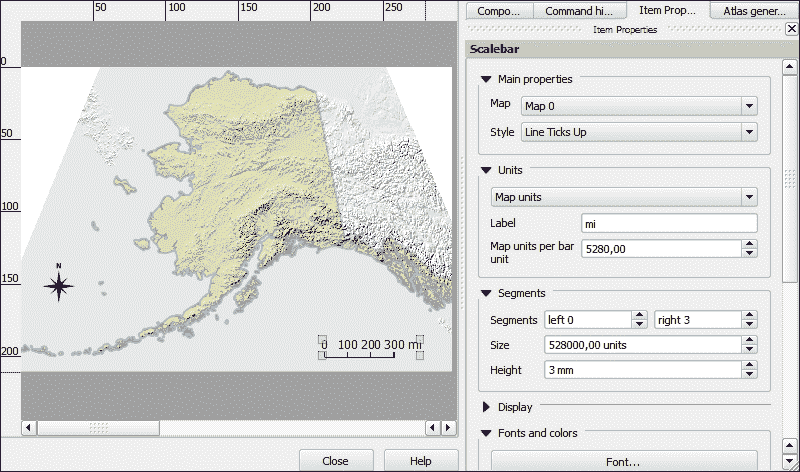 50 100 150 200 250
Compo... Command hi... Item Prop... Atlas gener...
Item Properties
Scalebar
Main properties
Map Map 0
Style Line Ticks Up
Units
Map units
Label mi
Map units per bar unit 5280,00
Segments
Segments left 0 right 3
Size 528000,00 units
Height 3 mm
Display
Fonts and colors
Font...
0
50
100
150
200
N
0 100 200 300 mi
Close Help